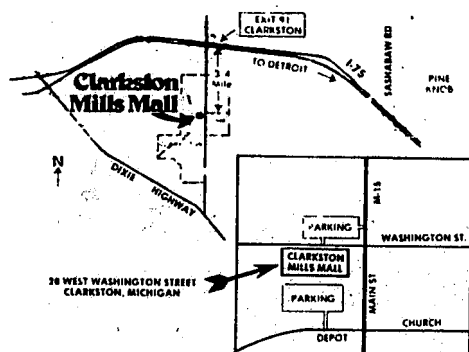 EXIT 91
CLARKSTON
I-75
SASHABAW RD
PINE
KNOB
TO DETROIT
3/4
Mile
Clarkston
Mills Mall
N
DIXIE HIGHWAY
M-15
PARKING
WASHINGTON ST.
CLARKSTON
MILLS MALL
20 WEST WASHINGTON STREET
CLARKSTON, MICHIGAN
PARKING
MAIN ST
CHURCH
DEPOT